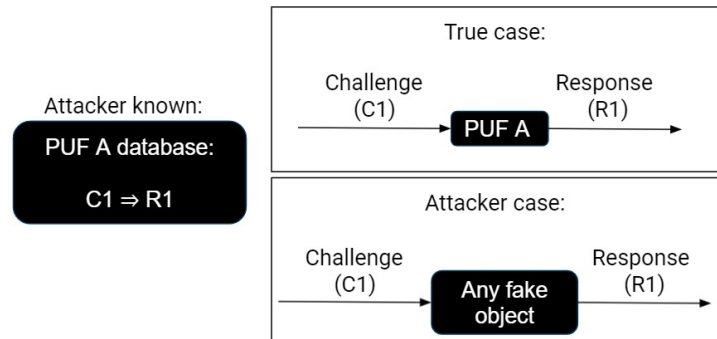 Attacker known:
PUF A database:
C1 ⇒ R1
True case:
Challenge
(C1)
PUF A
Response
(R1)
Attacker case:
Challenge
(C1)
Any fake
object
Response
(R1)